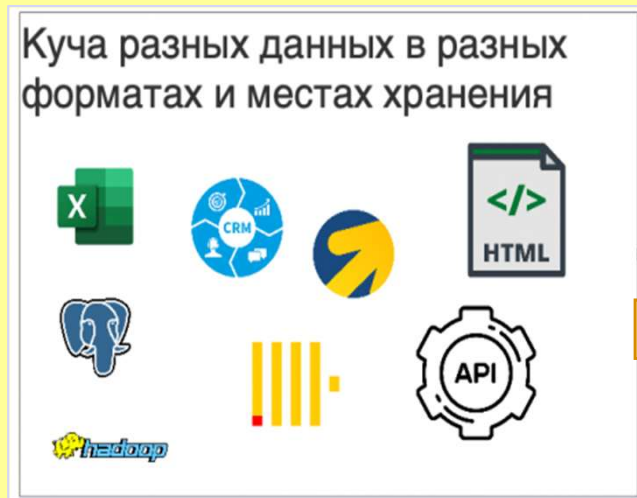 Куча разных данных в разных
форматах и местах хранения
X
CRM
</>
HTML
API
hadoop